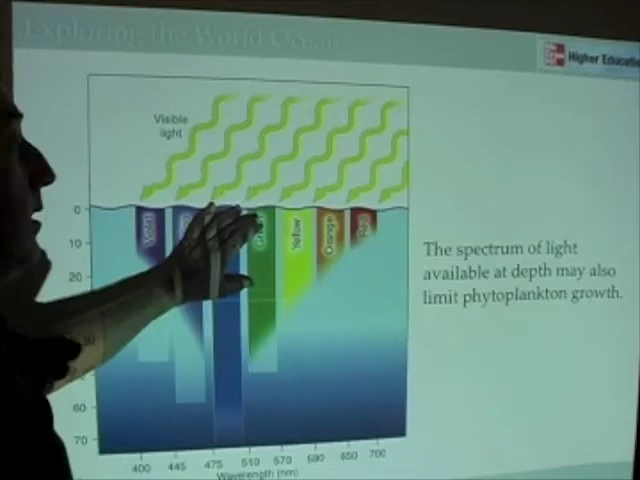 Exploring the World Ocean
Higher Educatio
Visible
light
0
10
20
60
70
Violet
Green
Yellow
Orange
Red
400 445 475 510 570 590 650 700
Wavelength (nm)
The spectrum of light
available at depth may also
limit phytoplankton growth.